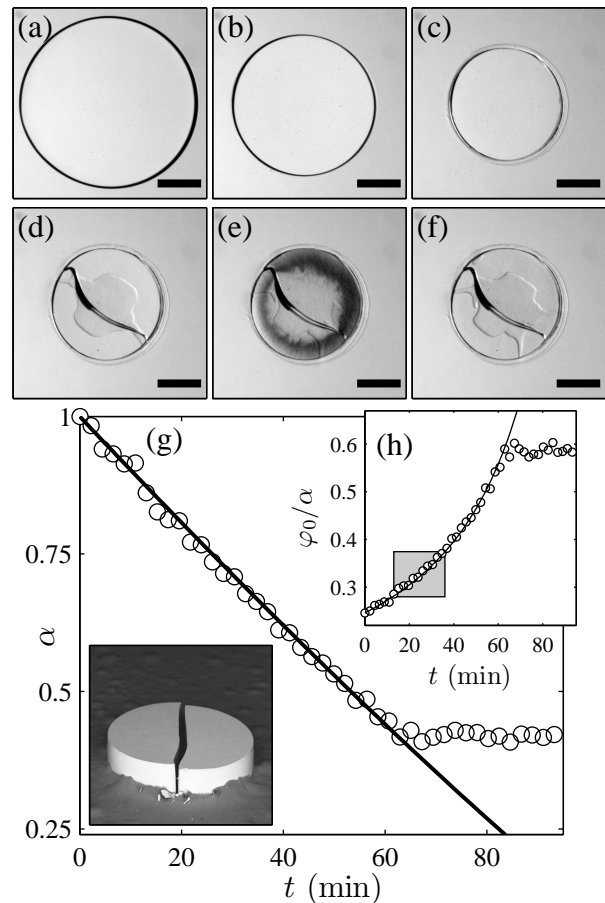 (a) (b) (c)
(d) (e) (f)
(g)
1
0.75
0.5
0.25
α
0 20 40 60 80
t (min)
(h)
0.6
0.5
0.4
0.3
φ₀/α
0 20 40 60 80
t (min)